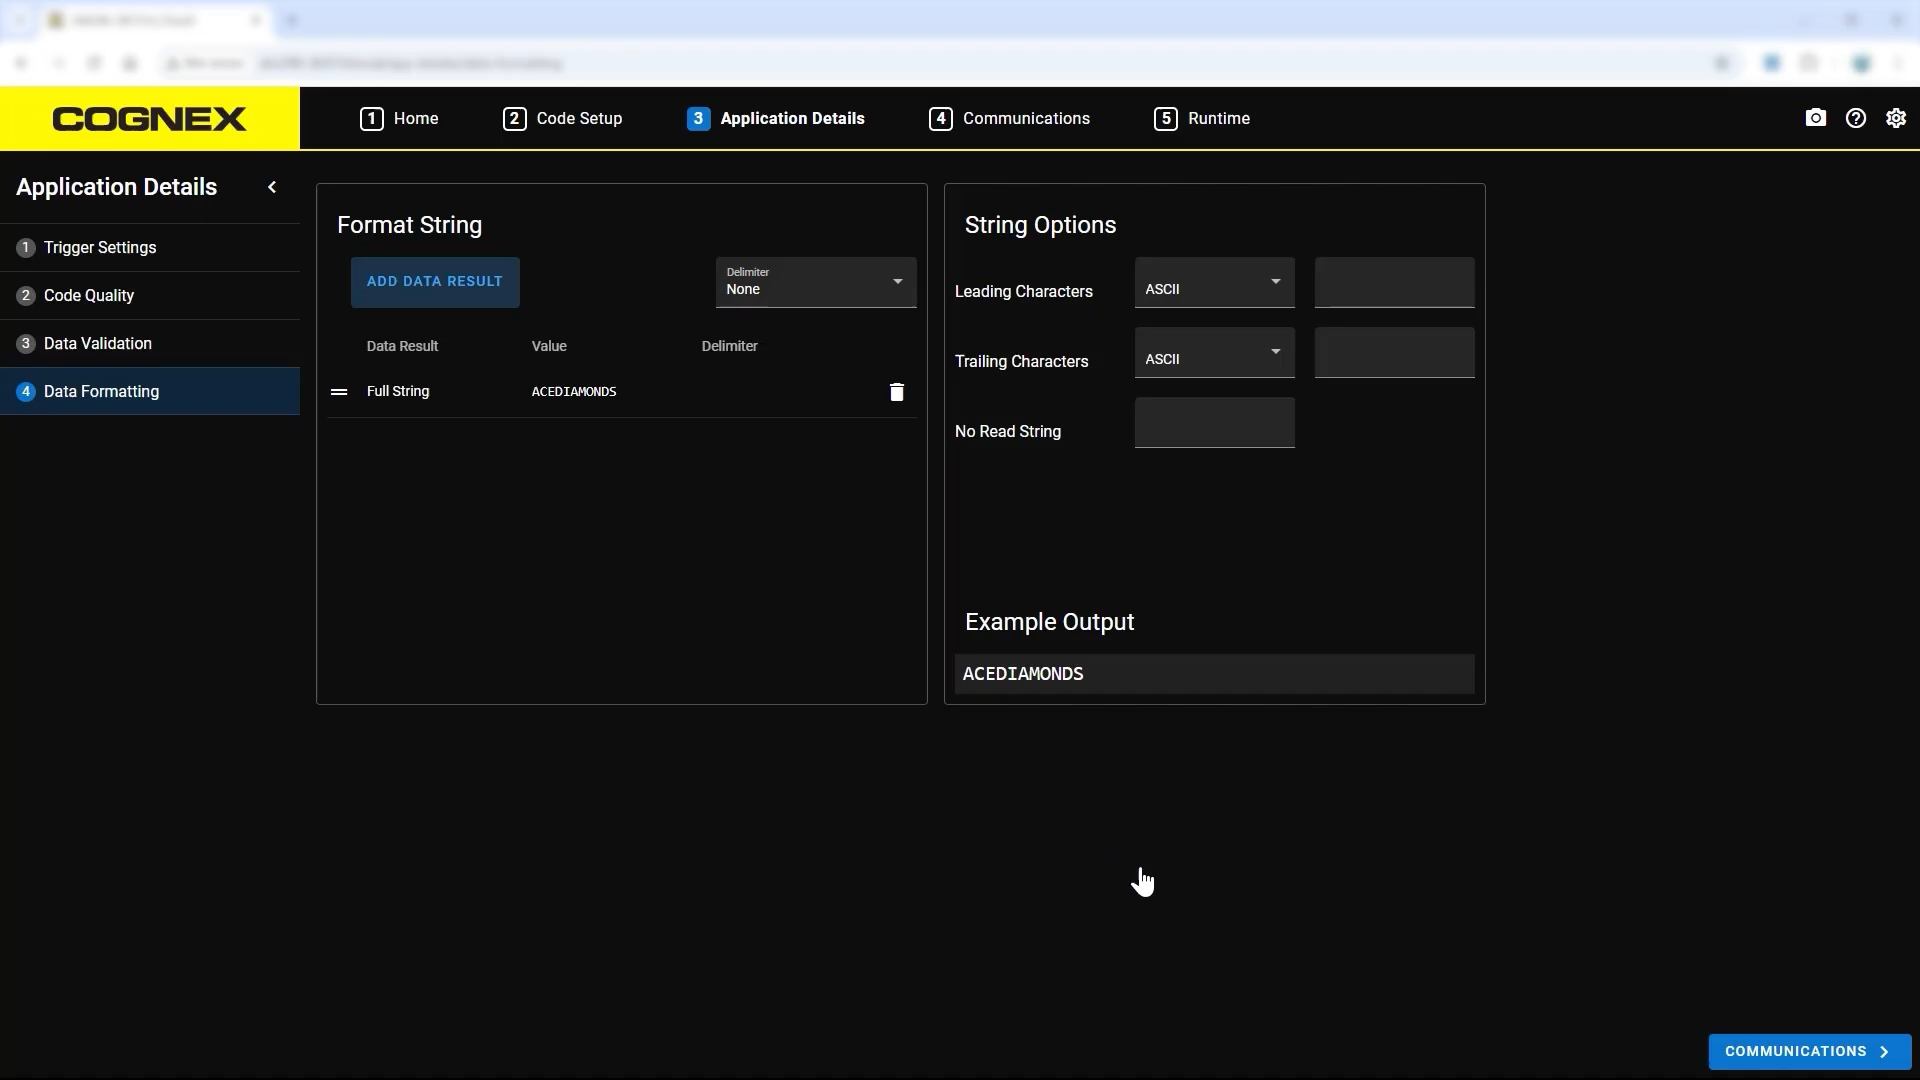 COGNEX
1 Home
2 Code Setup
3 Application Details
4 Communications
5 Runtime
Application Details
1 Trigger Settings
2 Code Quality
3 Data Validation
4 Data Formatting
Format String
ADD DATA RESULT
Delimiter
None
Data Result Value Delimiter
Full String ACEDIAMONDS
String Options
Leading Characters ASCII
Trailing Characters ASCII
No Read String
Example Output
ACEDIAMONDS
COMMUNICATIONS